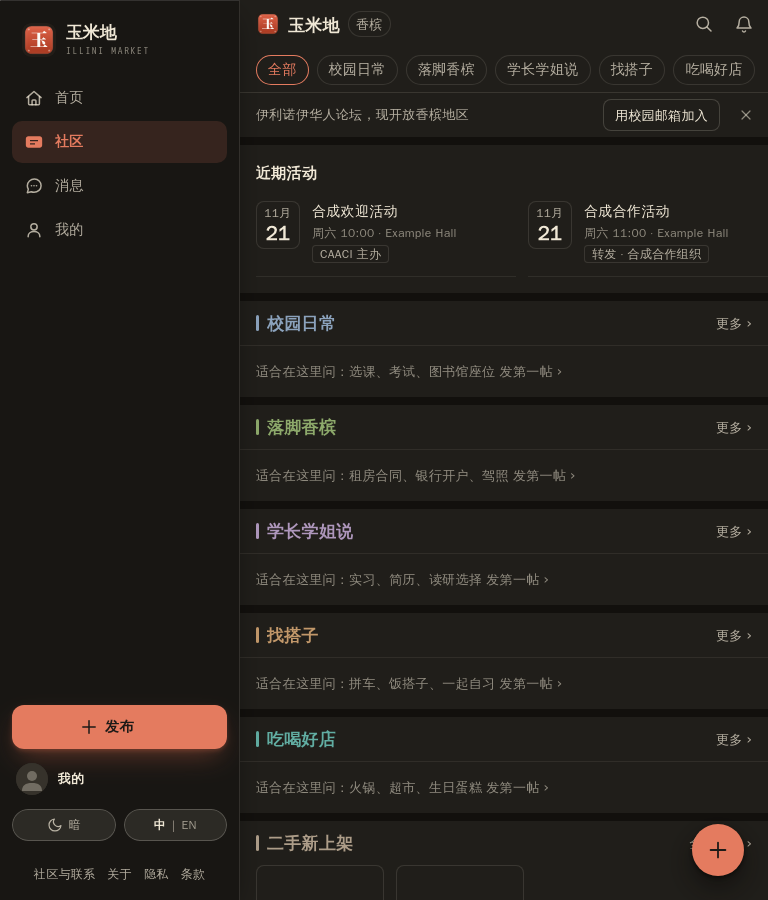 玉米地
ILLINI MARKET
首页
社区
消息
我的
发布
我的
暗
中 | EN
社区与联系 关于 隐私 条款
玉米地 香槟
全部 校园日常 落脚香槟 学长学姐说 找搭子 吃喝好店
伊利诺伊华人论坛，现开放香槟地区 用校园邮箱加入
近期活动
11月
21
合成欢迎活动
周六 10:00 · Example Hall
CAACI 主办
11月
21
合成合作活动
周六 11:00 · Example Hall
转发 · 合成合作组织
校园日常 更多 ›
适合在这里问：选课、考试、图书馆座位 发第一帖 ›
落脚香槟 更多 ›
适合在这里问：租房合同、银行开户、驾照 发第一帖 ›
学长学姐说 更多 ›
适合在这里问：实习、简历、读研选择 发第一帖 ›
找搭子 更多 ›
适合在这里问：拼车、饭搭子、一起自习 发第一帖 ›
吃喝好店 更多 ›
适合在这里问：火锅、超市、生日蛋糕 发第一帖 ›
二手新上架